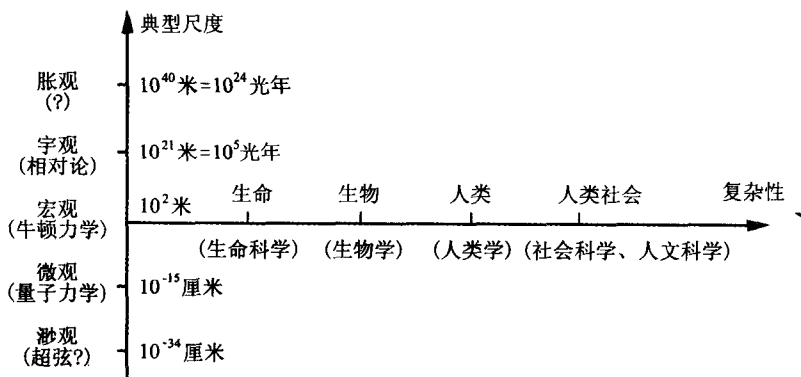 典型尺度
胀观
(?)
10⁴⁰米=10²⁴光年
宇观
(相对论)
10²¹米=10⁵光年
宏观
(牛顿力学)
10²米
生命
生物
人类
人类社会
复杂性
(生命科学)
(生物学)
(人类学)
(社会科学、人文科学)
微观
(量子力学)
10⁻¹⁵厘米
渺观
(超弦?)
10⁻³⁴厘米